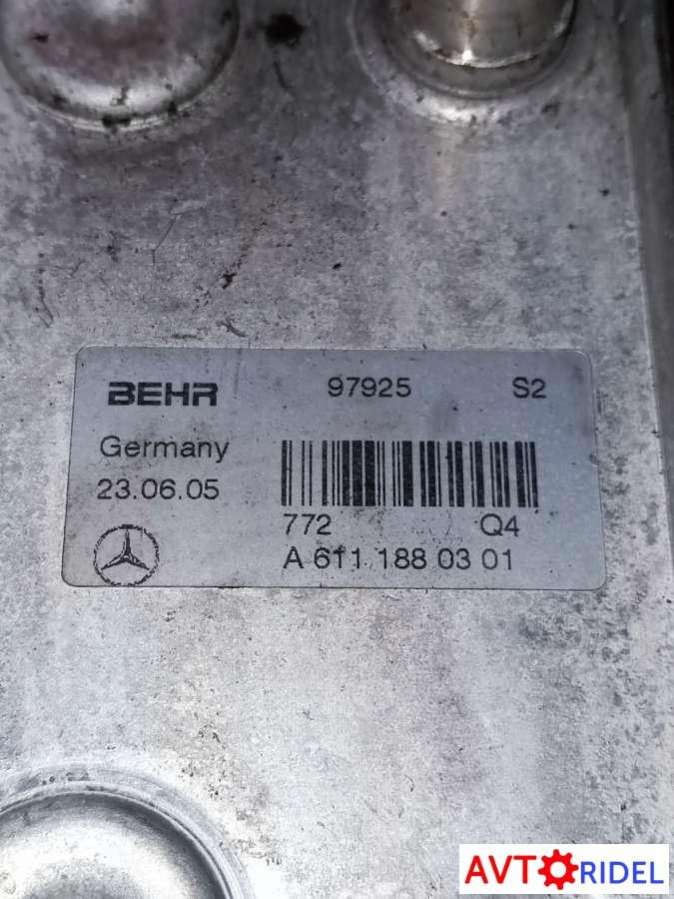 BEHR 97925 S2
Germany
23.06.05
772 Q4
A 611 188 03 01
AVTORIDEL